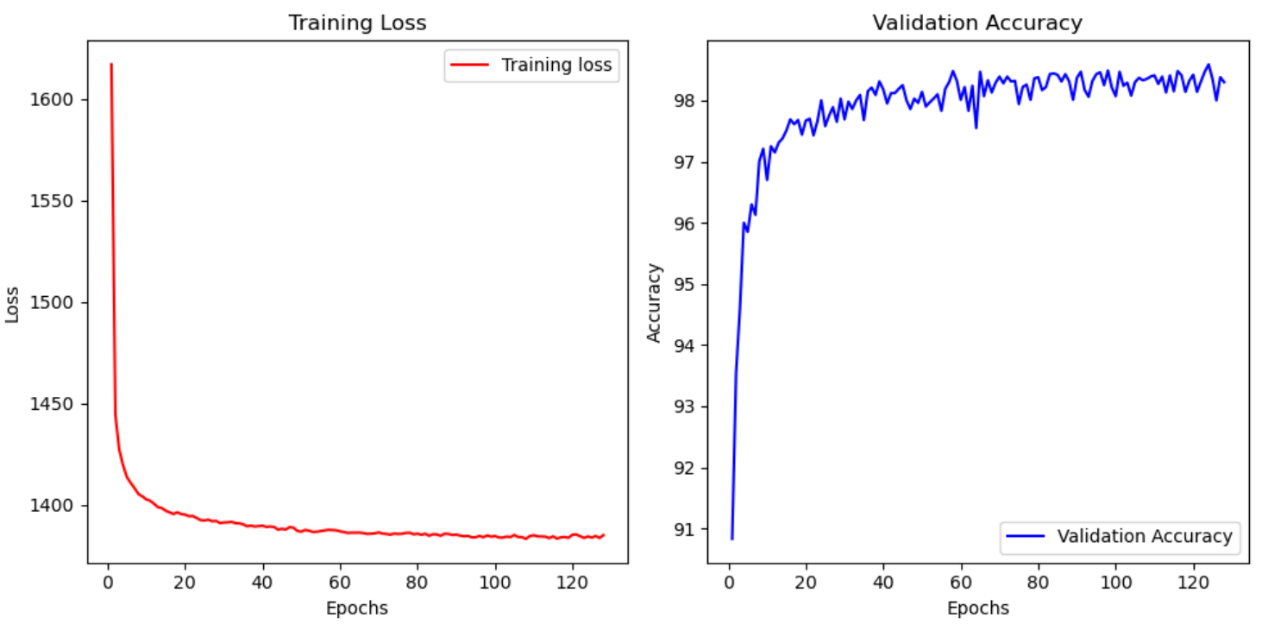 Training Loss
Training loss
1600
1550
1500
1450
1400
Loss
0 20 40 60 80 100 120
Epochs
Validation Accuracy
98
97
96
95
94
93
92
91
Accuracy
Validation Accuracy
0 20 40 60 80 100 120
Epochs